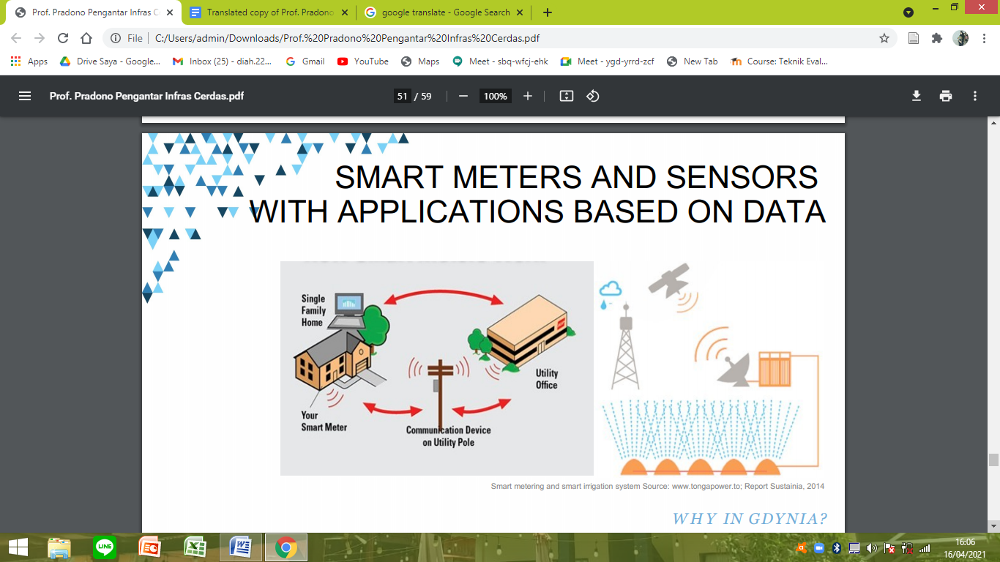 Prof. Pradono Pengantar Infras C
Translated copy of Prof. Pradono
google translate - Google Search
File
C:/Users/admin/Downloads/Prof.%20Pradono%20Pengantar%20Infras%20Cerdas.pdf
Apps
Drive Saya - Google...
Inbox (25) - diah.22...
Gmail
YouTube
Maps
Meet - sbq-wfcj-ehk
Meet - ygd-yrrd-zcf
New Tab
Course: Teknik Eval...
Prof. Pradono Pengantar Infras Cerdas.pdf
51 / 59
100%
SMART METERS AND SENSORS
WITH APPLICATIONS BASED ON DATA
Single
Family
Home
Utility
Office
Your
Smart Meter
Communication Device
on Utility Pole
Smart metering and smart irrigation system Source: www.tongapower.to; Report Sustainia, 2014
WHY IN GDYNIA?
LINE
16:06
16/04/2021